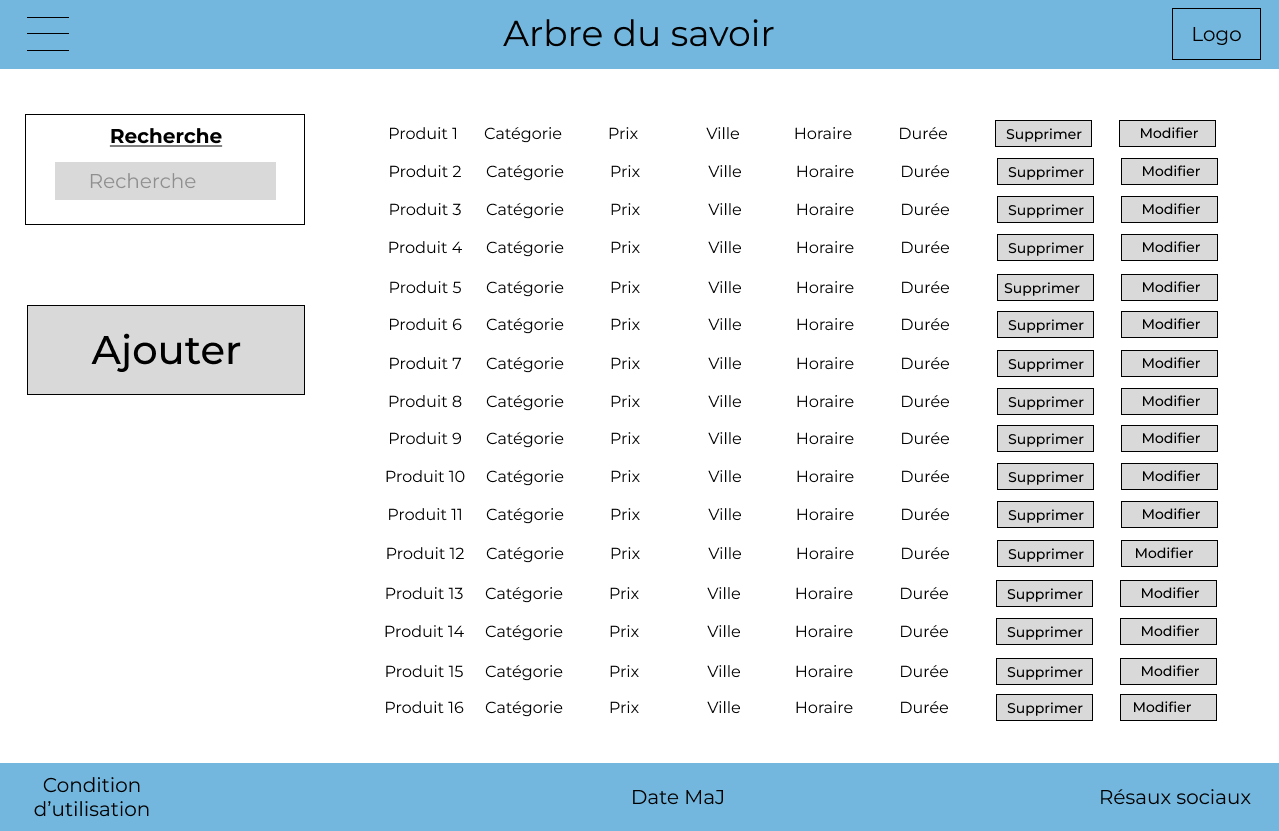 Arbre du savoir
Logo
Recherche
Recherche
Ajouter
Produit 1 Catégorie Prix Ville Horaire Durée Supprimer Modifier
Produit 2 Catégorie Prix Ville Horaire Durée Supprimer Modifier
Produit 3 Catégorie Prix Ville Horaire Durée Supprimer Modifier
Produit 4 Catégorie Prix Ville Horaire Durée Supprimer Modifier
Produit 5 Catégorie Prix Ville Horaire Durée Supprimer Modifier
Produit 6 Catégorie Prix Ville Horaire Durée Supprimer Modifier
Produit 7 Catégorie Prix Ville Horaire Durée Supprimer Modifier
Produit 8 Catégorie Prix Ville Horaire Durée Supprimer Modifier
Produit 9 Catégorie Prix Ville Horaire Durée Supprimer Modifier
Produit 10 Catégorie Prix Ville Horaire Durée Supprimer Modifier
Produit 11 Catégorie Prix Ville Horaire Durée Supprimer Modifier
Produit 12 Catégorie Prix Ville Horaire Durée Supprimer Modifier
Produit 13 Catégorie Prix Ville Horaire Durée Supprimer Modifier
Produit 14 Catégorie Prix Ville Horaire Durée Supprimer Modifier
Produit 15 Catégorie Prix Ville Horaire Durée Supprimer Modifier
Produit 16 Catégorie Prix Ville Horaire Durée Supprimer Modifier
Condition
d’utilisation
Date MaJ
Résaux sociaux